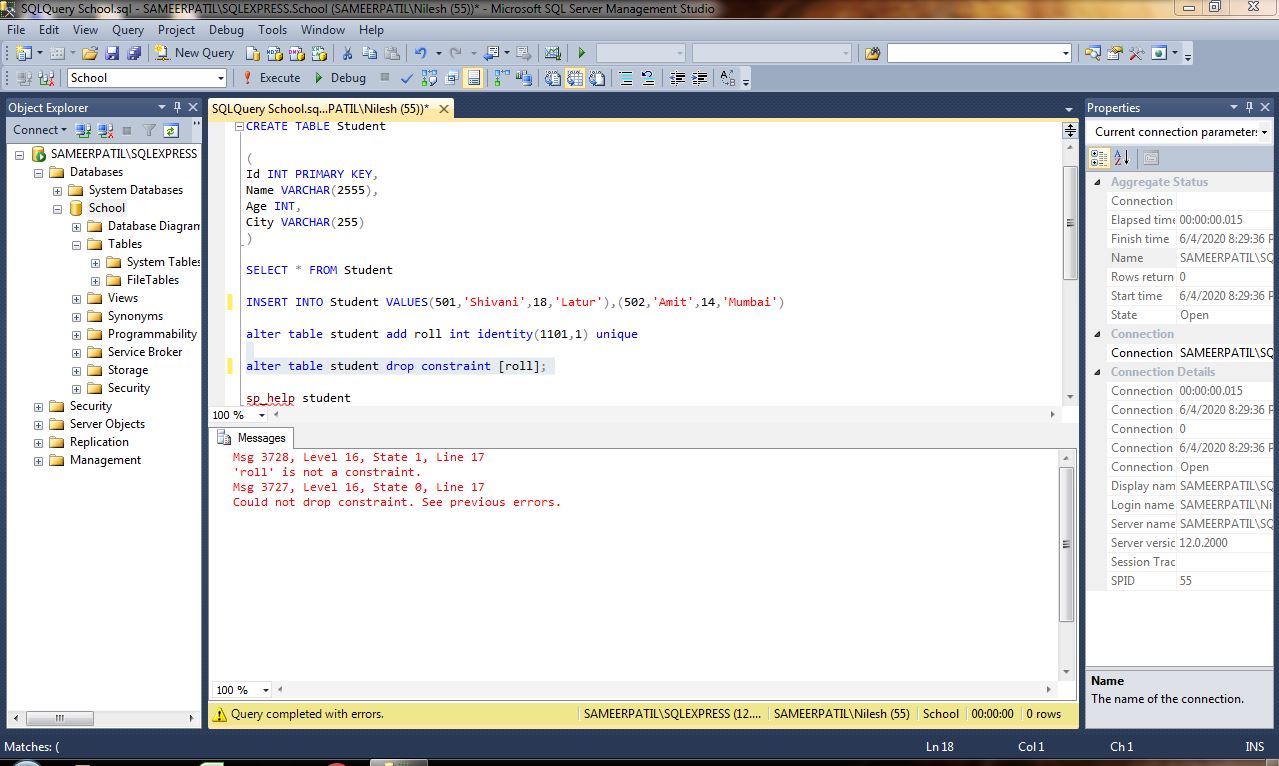 SQLQuery School.sql - SAMEERPATIL\SQLEXPRESS.School (SAMEERPATIL\Nilesh (55))* - Microsoft SQL Server Management Studio
File Edit View Query Project Debug Tools Window Help
New Query
School Execute Debug
Object Explorer
Connect
SAMEERPATIL\SQLEXPRESS
Databases
System Databases
School
Database Diagram
Tables
System Tables
FileTables
Views
Synonyms
Programmability
Service Broker
Storage
Security
Security
Server Objects
Replication
Management
SQLQuery School.sq...PATIL\Nilesh (55))*
CREATE TABLE Student
(
Id INT PRIMARY KEY,
Name VARCHAR(2555),
Age INT,
City VARCHAR(255)
)
SELECT * FROM Student
INSERT INTO Student VALUES(501,'Shivani',18,'Latur'),(502,'Amit',14,'Mumbai')
alter table student add roll int identity(1101,1) unique
alter table student drop constraint [roll];
sp_help student
100 %
Messages
Msg 3728, Level 16, State 1, Line 17
'roll' is not a constraint.
Msg 3727, Level 16, State 0, Line 17
Could not drop constraint. See previous errors.
100 %
Query completed with errors. SAMEERPATIL\SQLEXPRESS (12.... SAMEERPATIL\Nilesh (55) School 00:00:00 0 rows
Properties
Current connection parameters
Aggregate Status
Connection
Elapsed time 00:00:00.015
Finish time 6/4/2020 8:29:36 P
Name SAMEERPATIL\SQ
Rows return 0
Start time 6/4/2020 8:29:36 P
State Open
Connection
Connection SAMEERPATIL\SQ
Connection Details
Connection 00:00:00.015
Connection 6/4/2020 8:29:36 P
Connection 0
Connection 6/4/2020 8:29:36 P
Connection Open
Display nam SAMEERPATIL\SQ
Login name SAMEERPATIL\Ni
Server name SAMEERPATIL\SQ
Server versic 12.0.2000
Session Trac
SPID 55
Name
The name of the connection.
Matches: ( Ln 18 Col 1 Ch 1 INS